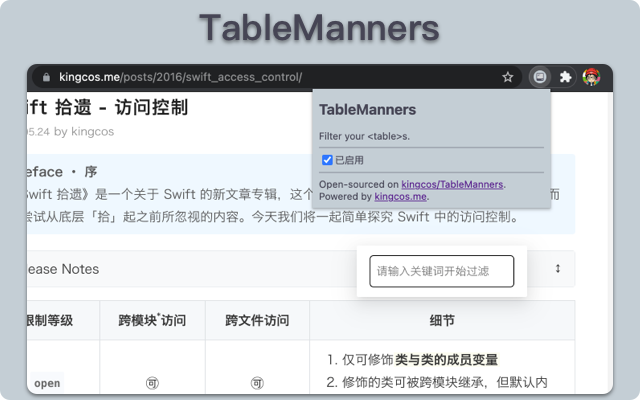 TableManners
kingcos.me/posts/2016/swift_access_control/
ift 拾遗 - 访问控制
05.24 by kingcos
TableManners
Filter your <table>s.
已启用
Open-sourced on kingcos/TableManners.
Powered by kingcos.me.
eface · 序
Swift 拾遗》是一个关于 Swift 的新文章专辑，这个
而
尝试从底层「拾」起之前所忽视的内容。今天我们将一起简单探究 Swift 中的访问控制。
ease Notes
请输入关键词开始过滤
限制等级 跨模块*访问 跨文件访问 细节
open 可 可
1. 仅可修饰类与类的成员变量
2. 修饰的类可被跨模块继承，但默认内